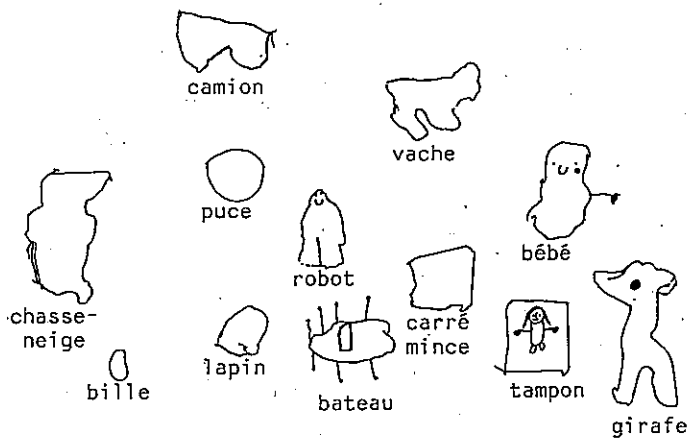 camion
vache
puce
bébé
robot
chasse-
neige
carré
mince
lapin
tampon
bille
bateau
girafe